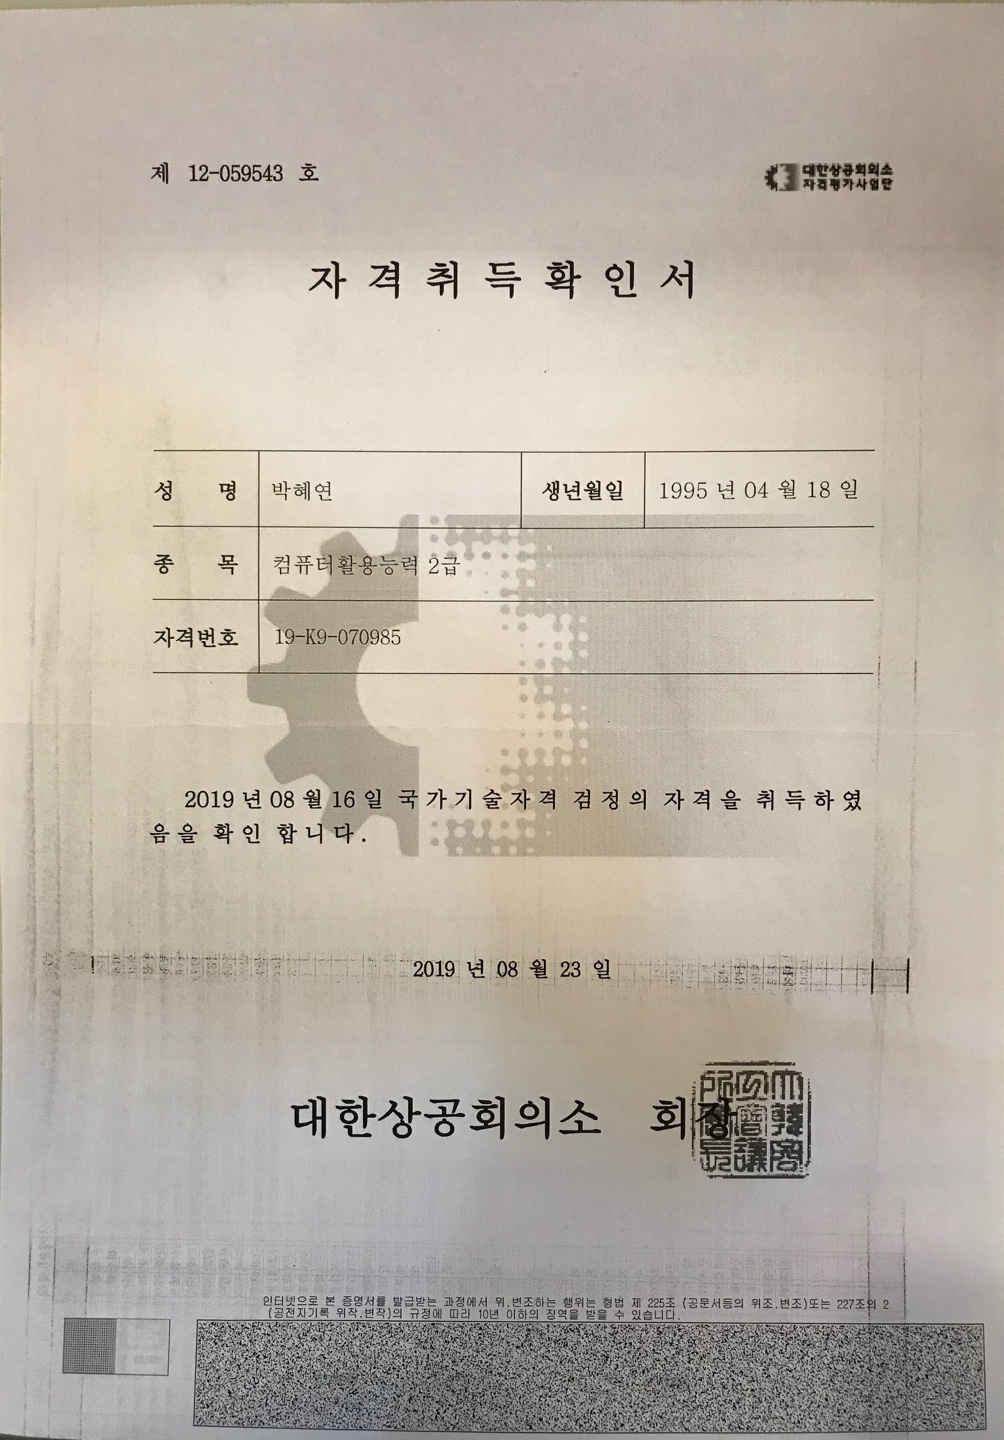 제 12-059543 호
대한상공회의소
자격평가사업단
자격취득확인서
성 명 박혜연 생년월일 1995 년 04 월 18 일
종 목 컴퓨터활용능력 2급
자격번호 19-K9-070985
2019 년 08 월 16 일 국가기술자격 검정의 자격을 취득하였
음을 확인 합니다.
2019 년 08 월 23 일
대한상공회의소 회장
인터넷으로 본 증명서를 발급받는 과정에서 위,변조하는 행위는 형법 제 225조 (공문서등의 위조,변조)또는 227조의 2
(공전자기록 위작,변작)의 규정에 따라 10년 이하의 징역을 받을 수 있습니다.